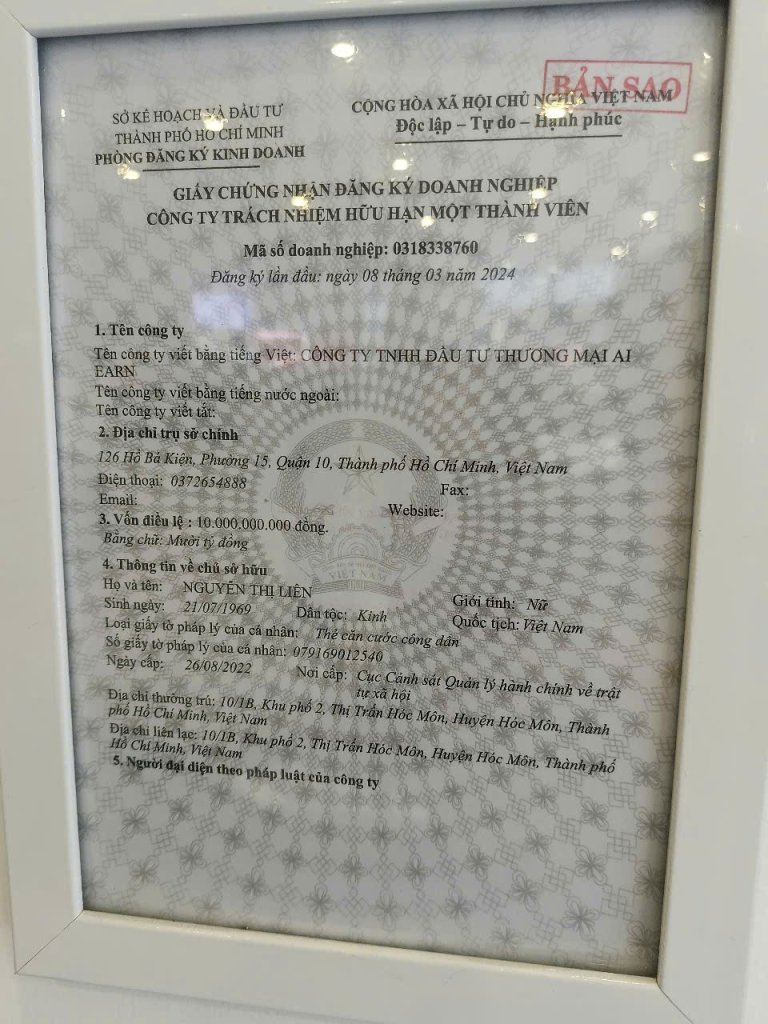 BẢN SAO
SỞ KẾ HOẠCH VÀ ĐẦU TƯ
THÀNH PHỐ HỒ CHÍ MINH
PHÒNG ĐĂNG KÝ KINH DOANH
CỘNG HÒA XÃ HỘI CHỦ NGHĨA VIỆT NAM
Độc lập – Tự do – Hạnh phúc
GIẤY CHỨNG NHẬN ĐĂNG KÝ DOANH NGHIỆP
CÔNG TY TRÁCH NHIỆM HỮU HẠN MỘT THÀNH VIÊN
Mã số doanh nghiệp: 0318338760
Đăng ký lần đầu: ngày 08 tháng 03 năm 2024
1. Tên công ty
Tên công ty viết bằng tiếng Việt: CÔNG TY TNHH ĐẦU TƯ THƯƠNG MẠI AI
EARN
Tên công ty viết bằng tiếng nước ngoài:
Tên công ty viết tắt:
2. Địa chỉ trụ sở chính
126 Hồ Bá Kiện, Phường 15, Quận 10, Thành phố Hồ Chí Minh, Việt Nam
Điện thoại: 0372654888 Fax:
Email: Website:
3. Vốn điều lệ : 10.000.000.000 đồng.
Bằng chữ: Mười tỷ đồng
4. Thông tin về chủ sở hữu
Họ và tên: NGUYỄN THỊ LIÊN Giới tính: Nữ
Sinh ngày: 21/07/1969 Dân tộc: Kinh Quốc tịch: Việt Nam
Loại giấy tờ pháp lý của cá nhân: Thẻ căn cước công dân
Số giấy tờ pháp lý của cá nhân: 079169012540
Ngày cấp: 26/08/2022 Nơi cấp: Cục Cảnh sát Quản lý hành chính về trật
tự xã hội
Địa chỉ thường trú: 10/1B, Khu phố 2, Thị Trấn Hóc Môn, Huyện Hóc Môn, Thành
phố Hồ Chí Minh, Việt Nam
Địa chỉ liên lạc: 10/1B, Khu phố 2, Thị Trấn Hóc Môn, Huyện Hóc Môn, Thành phố
Hồ Chí Minh, Việt Nam
5. Người đại diện theo pháp luật của công ty
VIỆT NAM